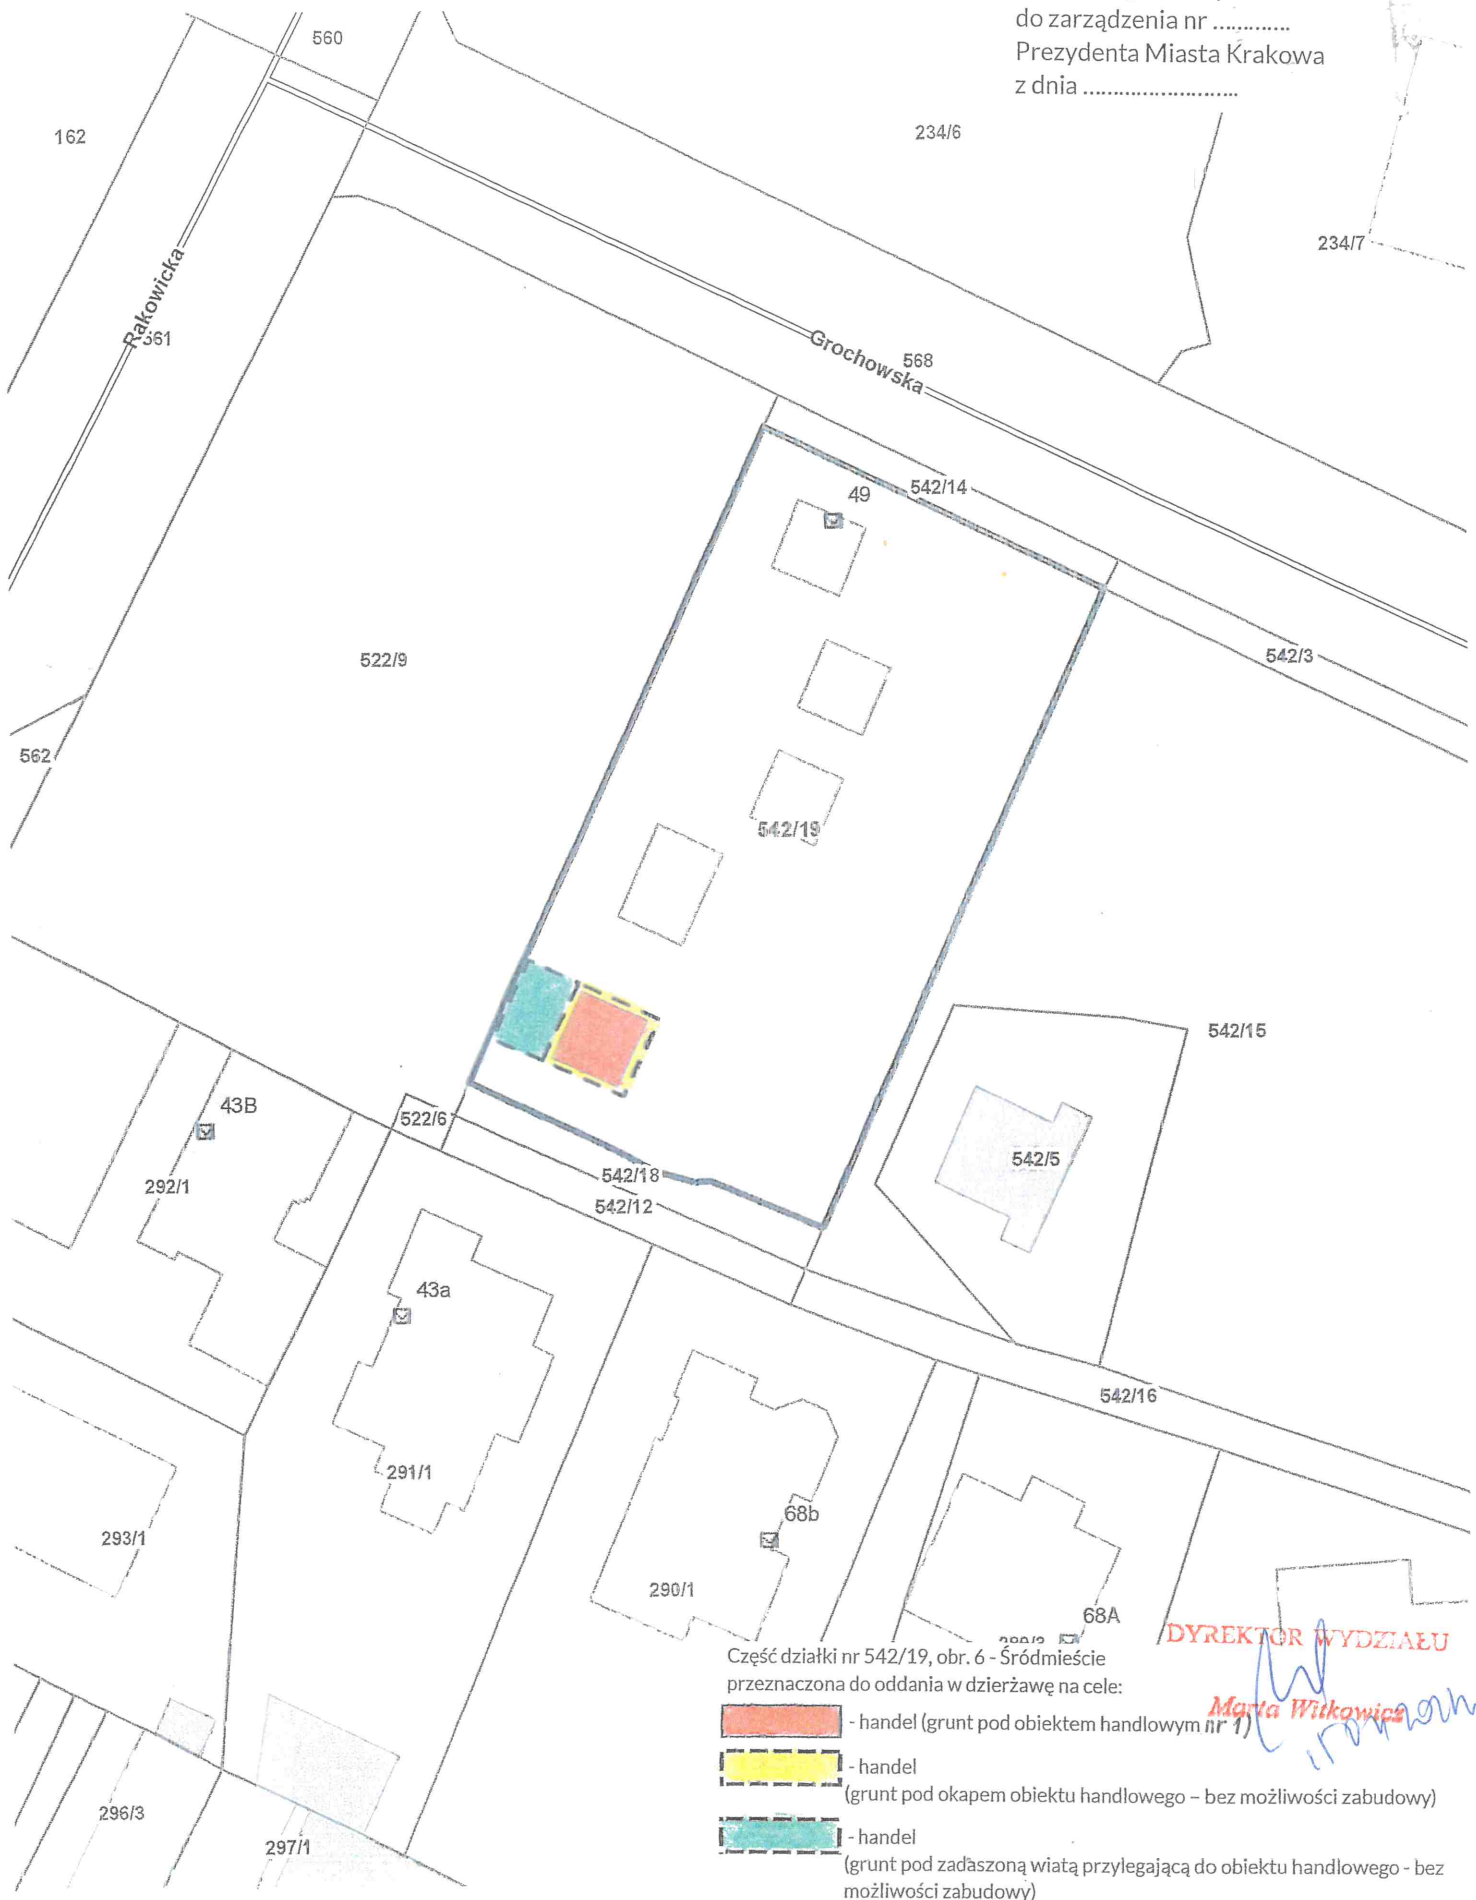 do zarządzenia nr .............
Prezydenta Miasta Krakowa
z dnia ..........................
560
162
234/6
234/7
Rakowicka
561
Grochowska
568
49
542/14
542/3
522/9
562
542/19
542/15
43B
522/6
542/5
292/1
542/18
542/12
43a
542/16
291/1
293/1
68b
290/1
68A
DYREKTOR WYDZIAŁU
Część działki nr 542/19, obr. 6 - Śródmieście
przeznaczona do oddania w dzierżawę na cele:
Marta Witkowicz
- handel (grunt pod obiektem handlowym nr 1)
- handel
(grunt pod okapem obiektu handlowego – bez możliwości zabudowy)
296/3
297/1
- handel
(grunt pod zadaszoną wiatą przylegającą do obiektu handlowego - bez
możliwości zabudowy)